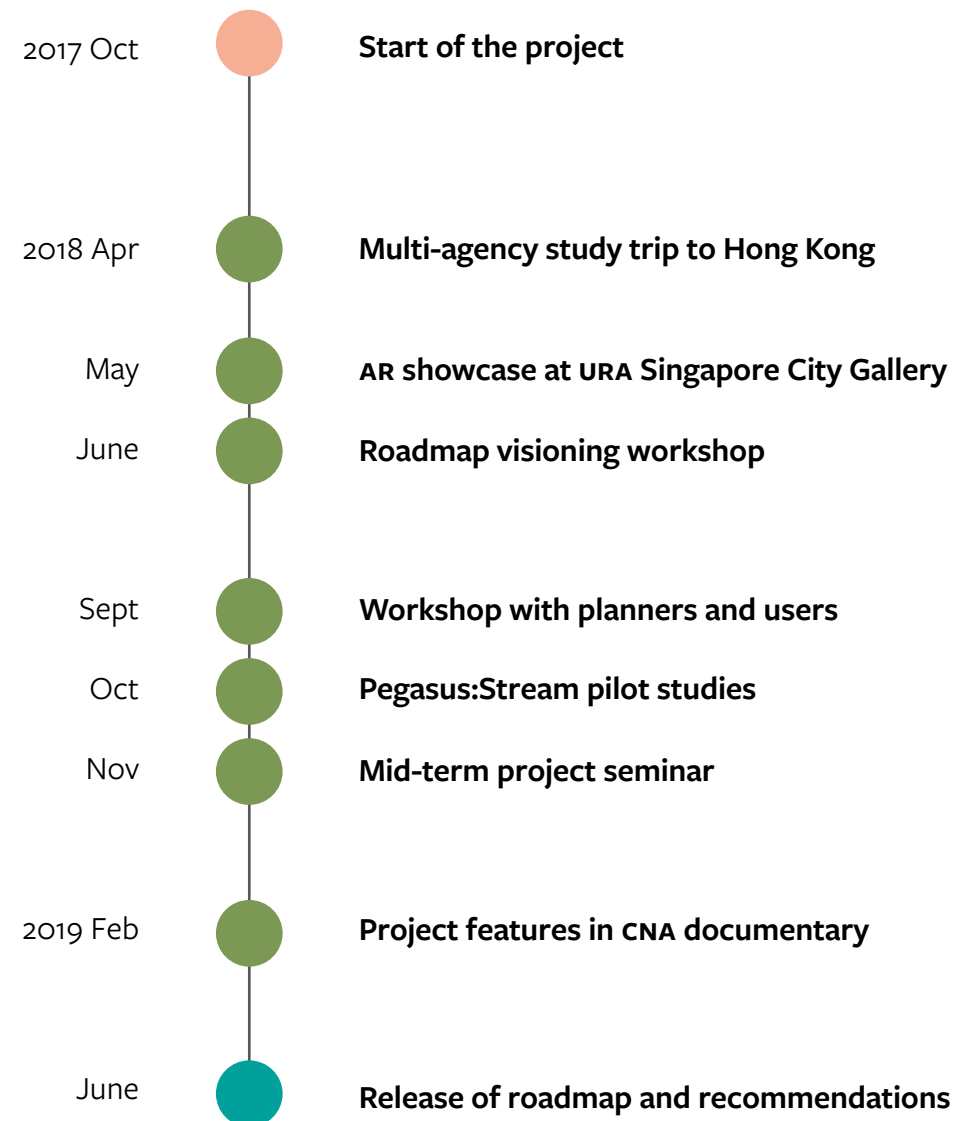 2017 Oct Start of the project
2018 Apr Multi-agency study trip to Hong Kong
May AR showcase at URA Singapore City Gallery
June Roadmap visioning workshop
Sept Workshop with planners and users
Oct Pegasus:Stream pilot studies
Nov Mid-term project seminar
2019 Feb Project features in CNA documentary
June Release of roadmap and recommendations